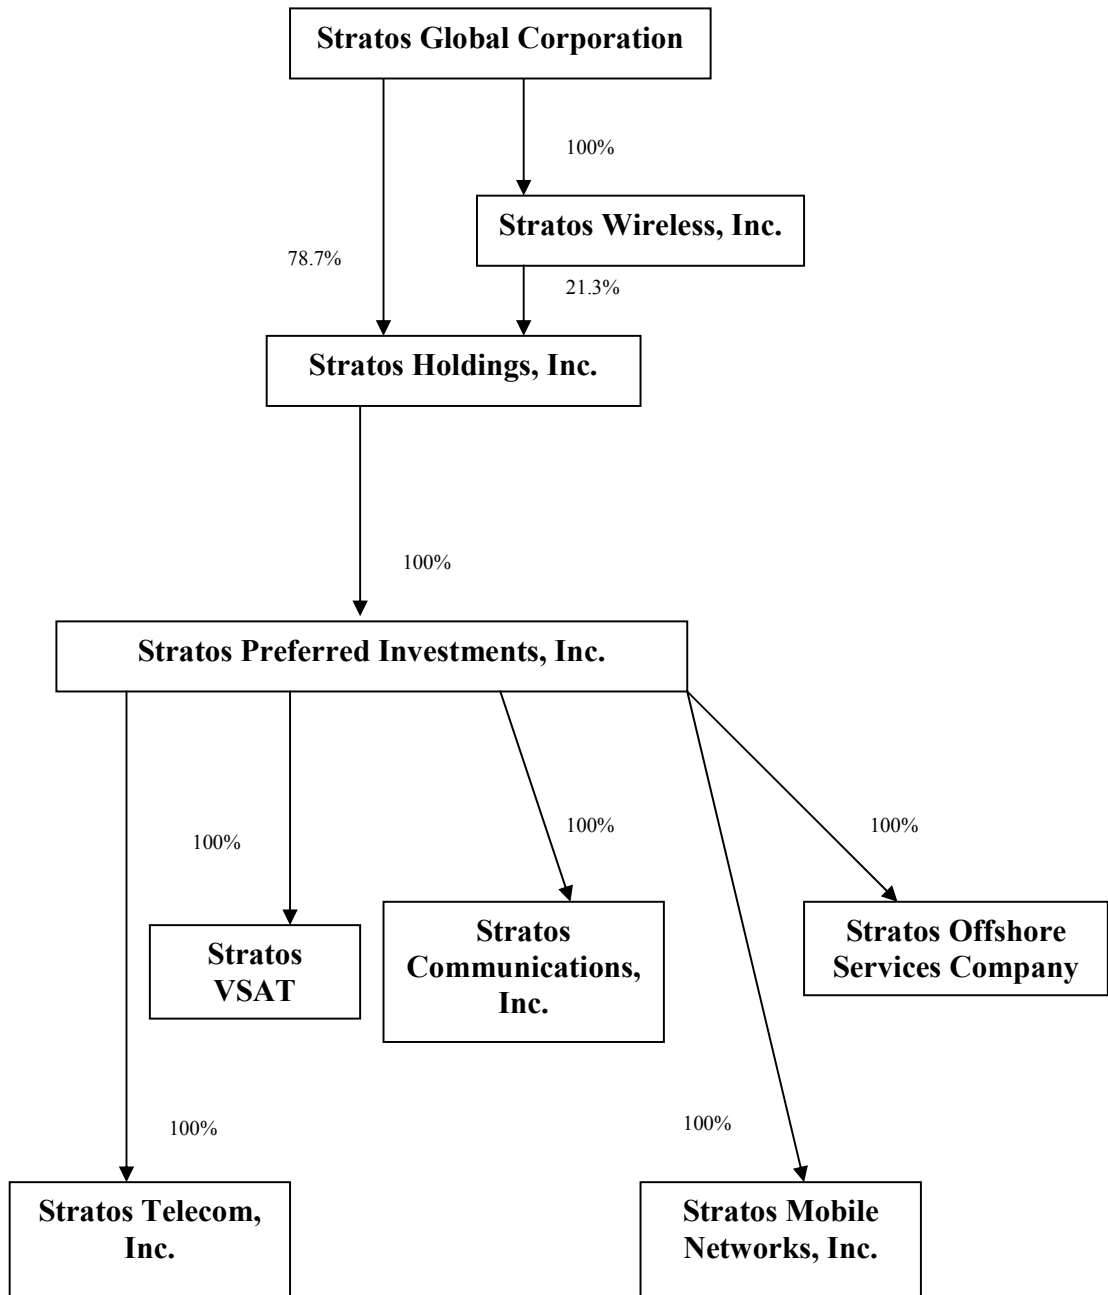 Stratos Global Corporation
100%
Stratos Wireless, Inc.
78.7%
21.3%
Stratos Holdings, Inc.
100%
Stratos Preferred Investments, Inc.
100%
100%
100%
Stratos
VSAT
Stratos
Communications,
Inc.
Stratos Offshore
Services Company
100%
100%
Stratos Telecom,
Inc.
Stratos Mobile
Networks, Inc.